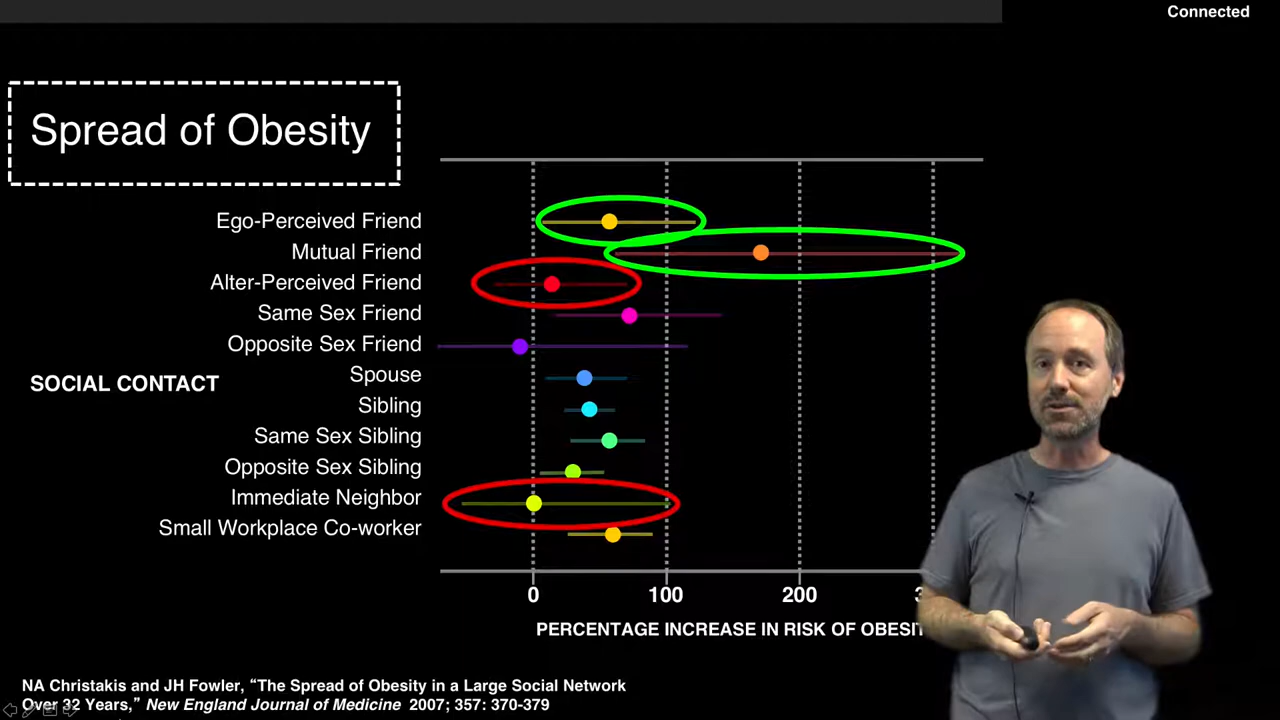 Connected
Spread of Obesity
Ego-Perceived Friend
Mutual Friend
Alter-Perceived Friend
Same Sex Friend
Opposite Sex Friend
Spouse
SOCIAL CONTACT
Sibling
Same Sex Sibling
Opposite Sex Sibling
Immediate Neighbor
Small Workplace Co-worker
0 100 200
PERCENTAGE INCREASE IN RISK OF
NA Christakis and JH Fowler, “The Spread of Obesity in a Large Social Network
Over 32 Years,” New England Journal of Medicine 2007; 357: 370-379